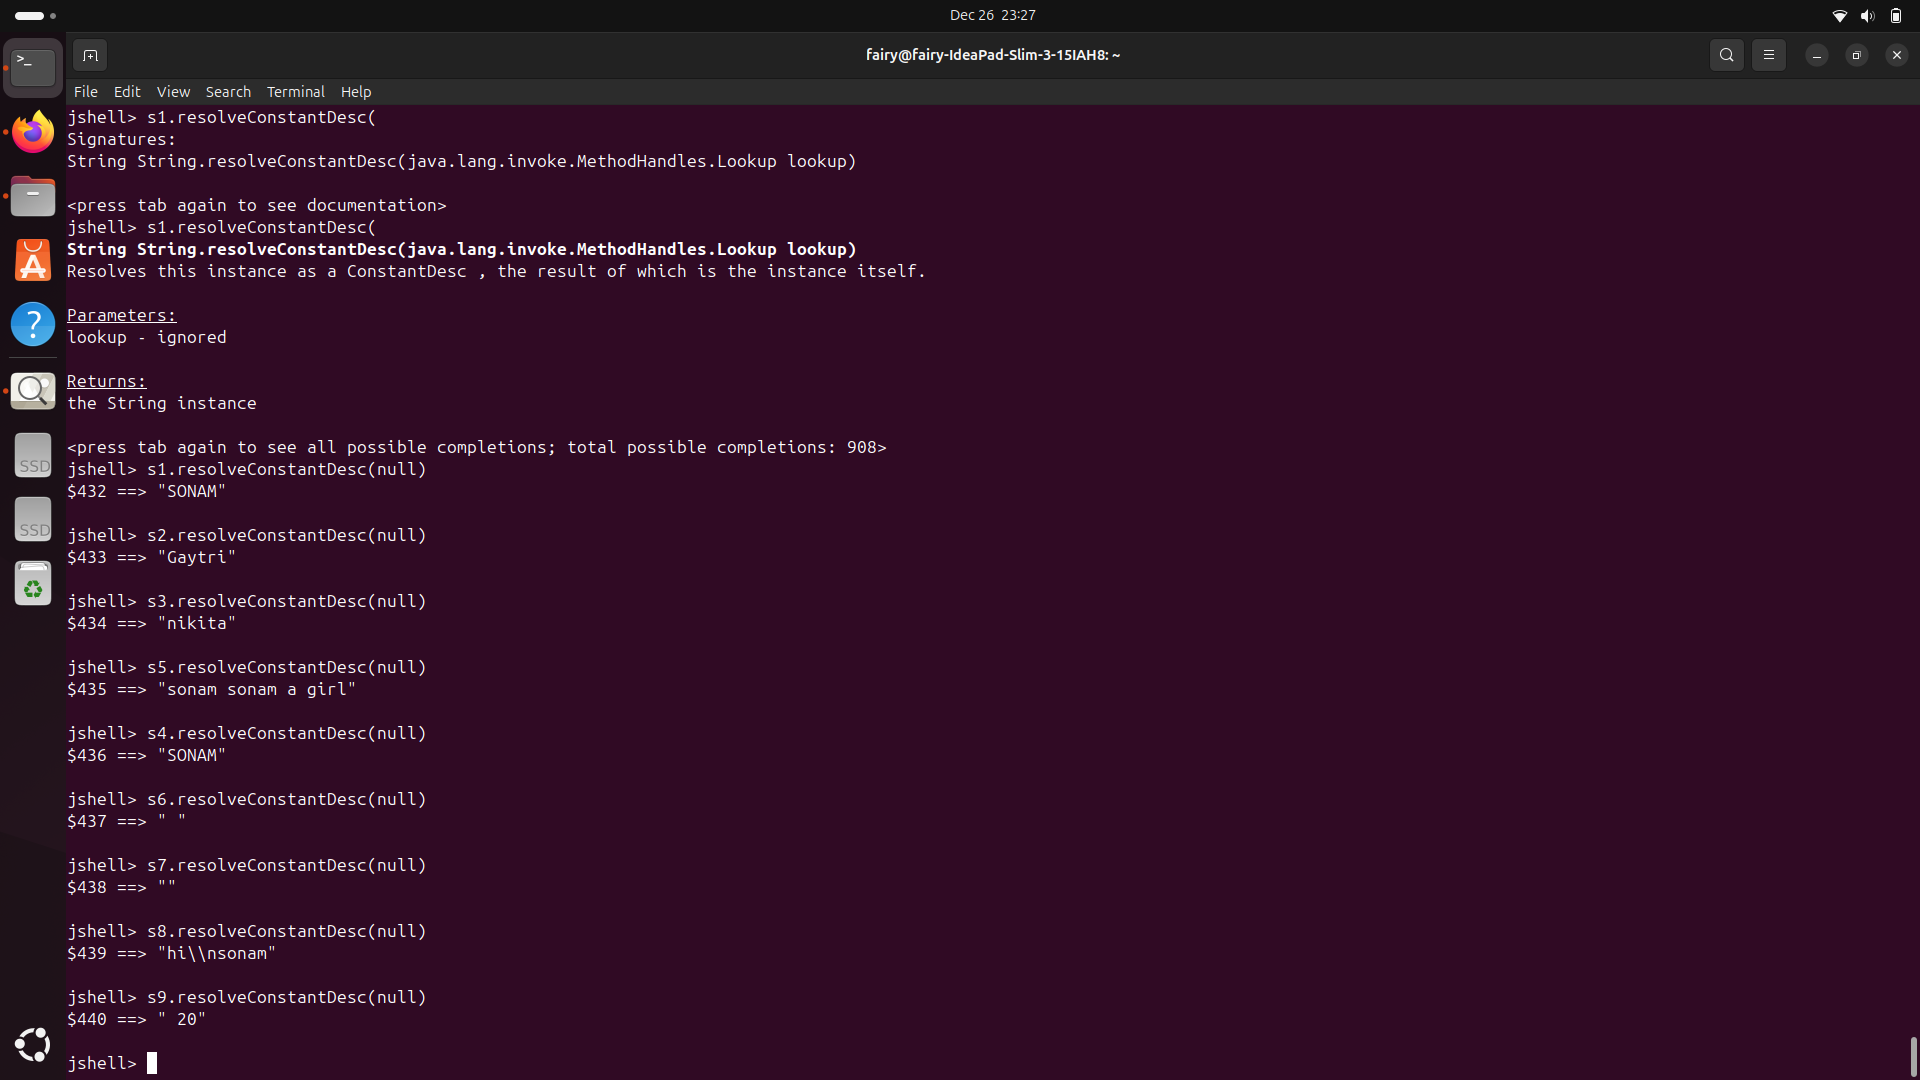 Dec 26 23:27
fairy@fairy-IdeaPad-Slim-3-15IAH8: ~
File Edit View Search Terminal Help
jshell> s1.resolveConstantDesc(
Signatures:
String String.resolveConstantDesc(java.lang.invoke.MethodHandles.Lookup lookup)
<press tab again to see documentation>
jshell> s1.resolveConstantDesc(
String String.resolveConstantDesc(java.lang.invoke.MethodHandles.Lookup lookup)
Resolves this instance as a ConstantDesc , the result of which is the instance itself.
Parameters:
lookup - ignored
Returns:
the String instance
<press tab again to see all possible completions; total possible completions: 908>
jshell> s1.resolveConstantDesc(null)
$432 ==> "SONAM"
jshell> s2.resolveConstantDesc(null)
$433 ==> "Gaytri"
jshell> s3.resolveConstantDesc(null)
$434 ==> "nikita"
jshell> s5.resolveConstantDesc(null)
$435 ==> "sonam sonam a girl"
jshell> s4.resolveConstantDesc(null)
$436 ==> "SONAM"
jshell> s6.resolveConstantDesc(null)
$437 ==> " "
jshell> s7.resolveConstantDesc(null)
$438 ==> ""
jshell> s8.resolveConstantDesc(null)
$439 ==> "hi\\nsonam"
jshell> s9.resolveConstantDesc(null)
$440 ==> " 20"
jshell>
>_
?
SSD
SSD